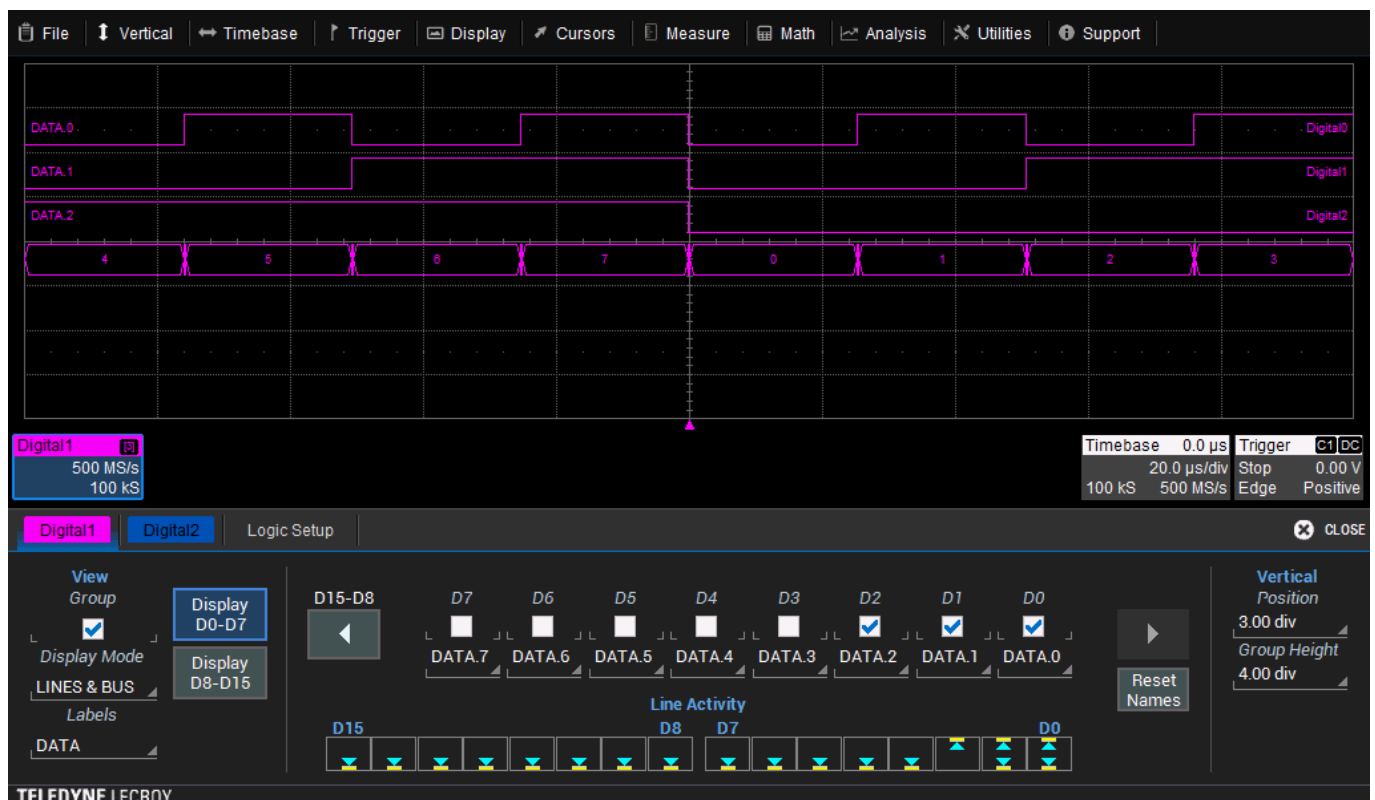 File Vertical Timebase Trigger Display Cursors Measure Math Analysis Utilities Support
DATA.0 Digital0
DATA.1 Digital1
DATA.2 Digital2
4 5 6 7 0 1 2 3
Digital1
500 MS/s
100 kS
Timebase 0.0 µs
20.0 µs/div
100 kS 500 MS/s
Trigger C1 DC
Stop 0.00 V
Edge Positive
Digital1 Digital2 Logic Setup CLOSE
View
Group
Display Mode
LINES & BUS
Labels
DATA
Display
D0-D7
Display
D8-D15
D15-D8 D7 D6 D5 D4 D3 D2 D1 D0
DATA.7 DATA.6 DATA.5 DATA.4 DATA.3 DATA.2 DATA.1 DATA.0
Line Activity
D15 D8 D7 D0
Reset
Names
Vertical
Position
3.00 div
Group Height
4.00 div
TELEDYNE LECROY